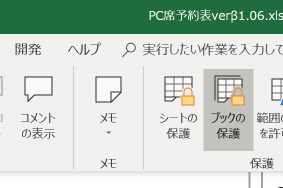 PC席予約表verβ1.06.xls
開発 ヘルプ 実行したい作業を入力して
コメント
の表示
メモ
シートの
保護
ブックの
保護
範囲の
を許可
メモ
保護